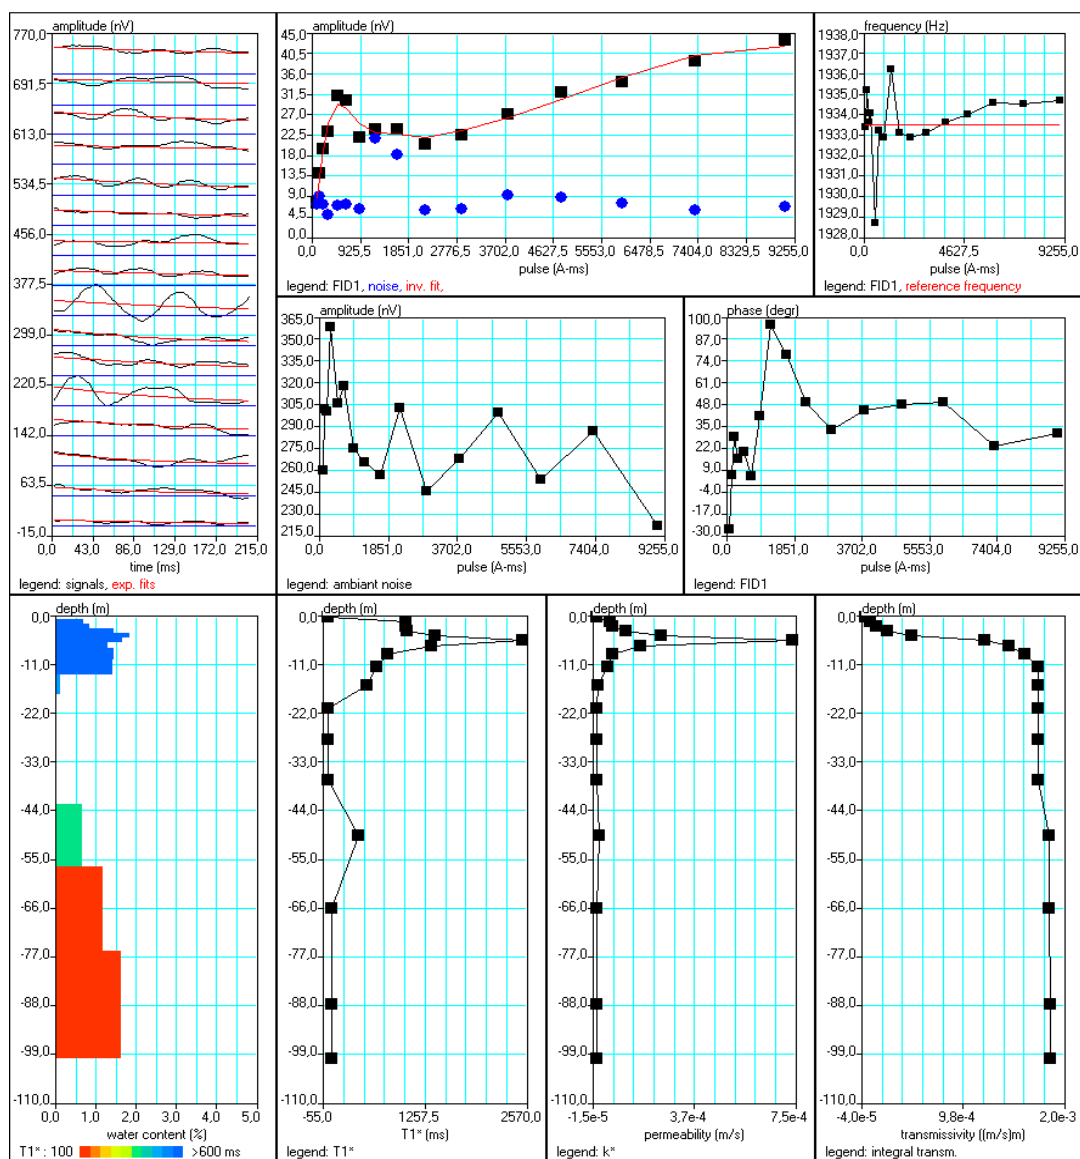 amplitude (nV)
770,0
691,5
613,0
534,5
456,0
377,5
299,0
220,5
142,0
63,5
-15,0
0,0 43,0 86,0 129,0 172,0 215,0
time (ms)
legend: signals, exp. fits
amplitude (nV)
45,0
40,5
36,0
31,5
27,0
22,5
18,0
13,5
9,0
4,5
0,0
0,0 925,5 1851,0 2776,5 3702,0 4627,5 5553,0 6478,5 7404,0 8329,5 9255,0
pulse (A-ms)
legend: FID1, noise, inv. fit,
frequency (Hz)
1938,0
1937,0
1936,0
1935,0
1934,0
1933,0
1932,0
1931,0
1930,0
1929,0
1928,0
0,0 4627,5 9255,0
pulse (A-ms)
legend: FID1, reference frequency
amplitude (nV)
365,0
350,0
335,0
320,0
305,0
290,0
275,0
260,0
245,0
230,0
215,0
0,0 1851,0 3702,0 5553,0 7404,0 9255,0
pulse (A-ms)
legend: ambiant noise
phase (degr)
100,0
87,0
74,0
61,0
48,0
35,0
22,0
9,0
-4,0
-17,0
-30,0
0,0 1851,0 3702,0 5553,0 7404,0 9255,0
pulse (A-ms)
legend: FID1
depth (m)
0,0
-11,0
-22,0
-33,0
-44,0
-55,0
-66,0
-77,0
-88,0
-99,0
-110,0
0,0 1,0 2,0 3,0 4,0 5,0
water content (%)
T1* : 100 >600 ms
depth (m)
0,0
-11,0
-22,0
-33,0
-44,0
-55,0
-66,0
-77,0
-88,0
-99,0
-110,0
-55,0 1257,5 2570,0
T1* (ms)
legend: T1*
depth (m)
0,0
-11,0
-22,0
-33,0
-44,0
-55,0
-66,0
-77,0
-88,0
-99,0
-110,0
-1,5e-5 3,7e-4 7,5e-4
permeability (m/s)
legend: k*
depth (m)
0,0
-11,0
-22,0
-33,0
-44,0
-55,0
-66,0
-77,0
-88,0
-99,0
-110,0
-4,0e-5 9,8e-4 2,0e-3
transmissivity ((m/s)m)
legend: integral transm.